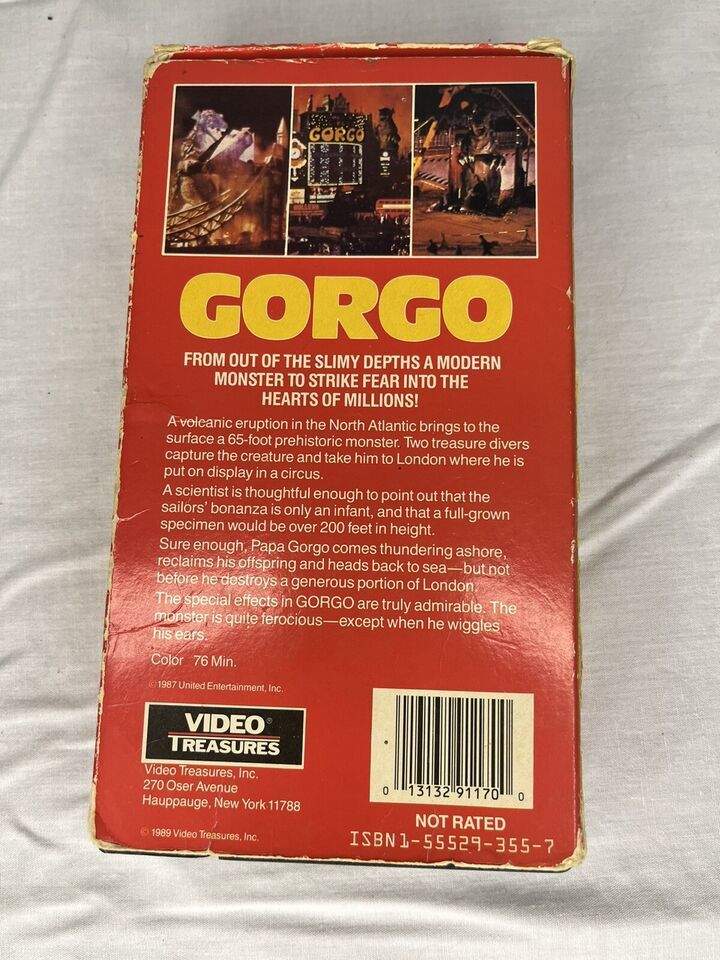 GORGO
GORGO
FROM OUT OF THE SLIMY DEPTHS A MODERN
MONSTER TO STRIKE FEAR INTO THE
HEARTS OF MILLIONS!
A volcanic eruption in the North Atlantic brings to the
surface a 65-foot prehistoric monster. Two treasure divers
capture the creature and take him to London where he is
put on display in a circus.
A scientist is thoughtful enough to point out that the
sailors' bonanza is only an infant, and that a full-grown
specimen would be over 200 feet in height.
Sure enough, Papa Gorgo comes thundering ashore,
reclaims his offspring and heads back to sea—but not
before he destroys a generous portion of London.
The special effects in GORGO are truly admirable. The
monster is quite ferocious—except when he wiggles
his ears.
Color 76 Min.
©1987 United Entertainment, Inc.
VIDEO®
TREASURES
Video Treasures, Inc.
270 Oser Avenue
Hauppauge, New York 11788
© 1989 Video Treasures, Inc.
0 13132 91170 0
NOT RATED
ISBN 1-55529-355-7